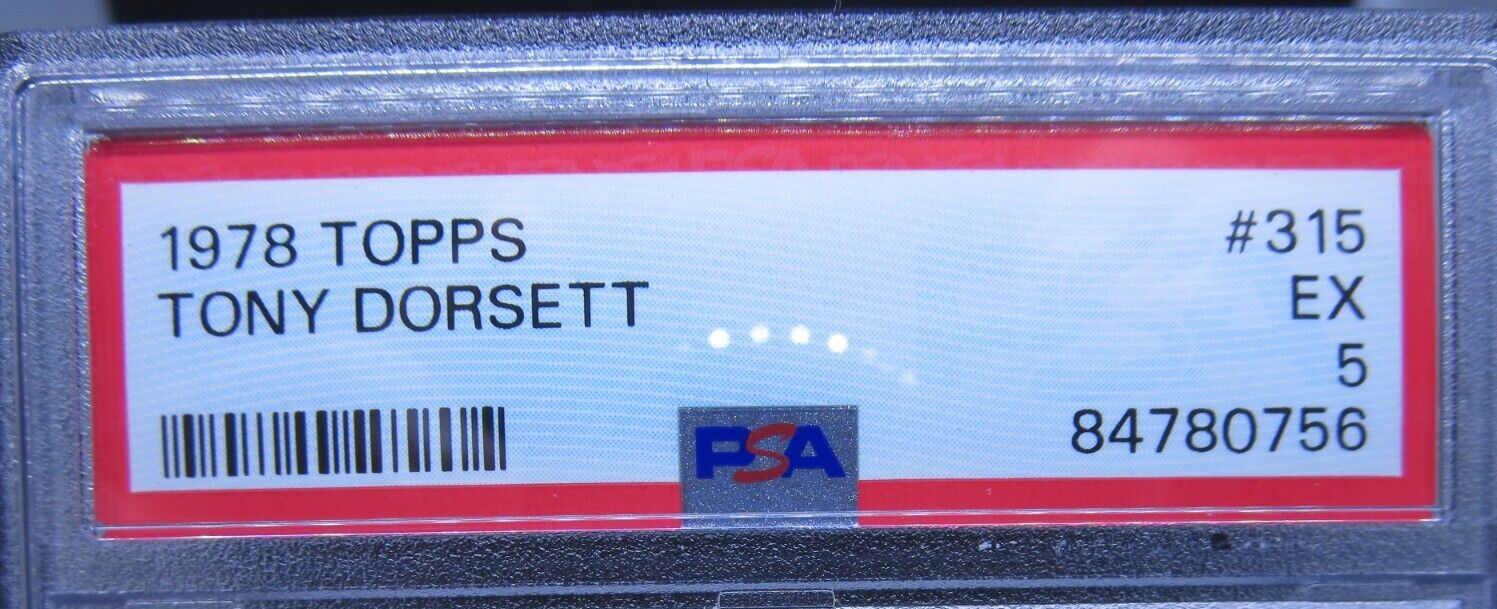 1978 TOPPS #315
TONY DORSETT EX
5
PSA 84780756